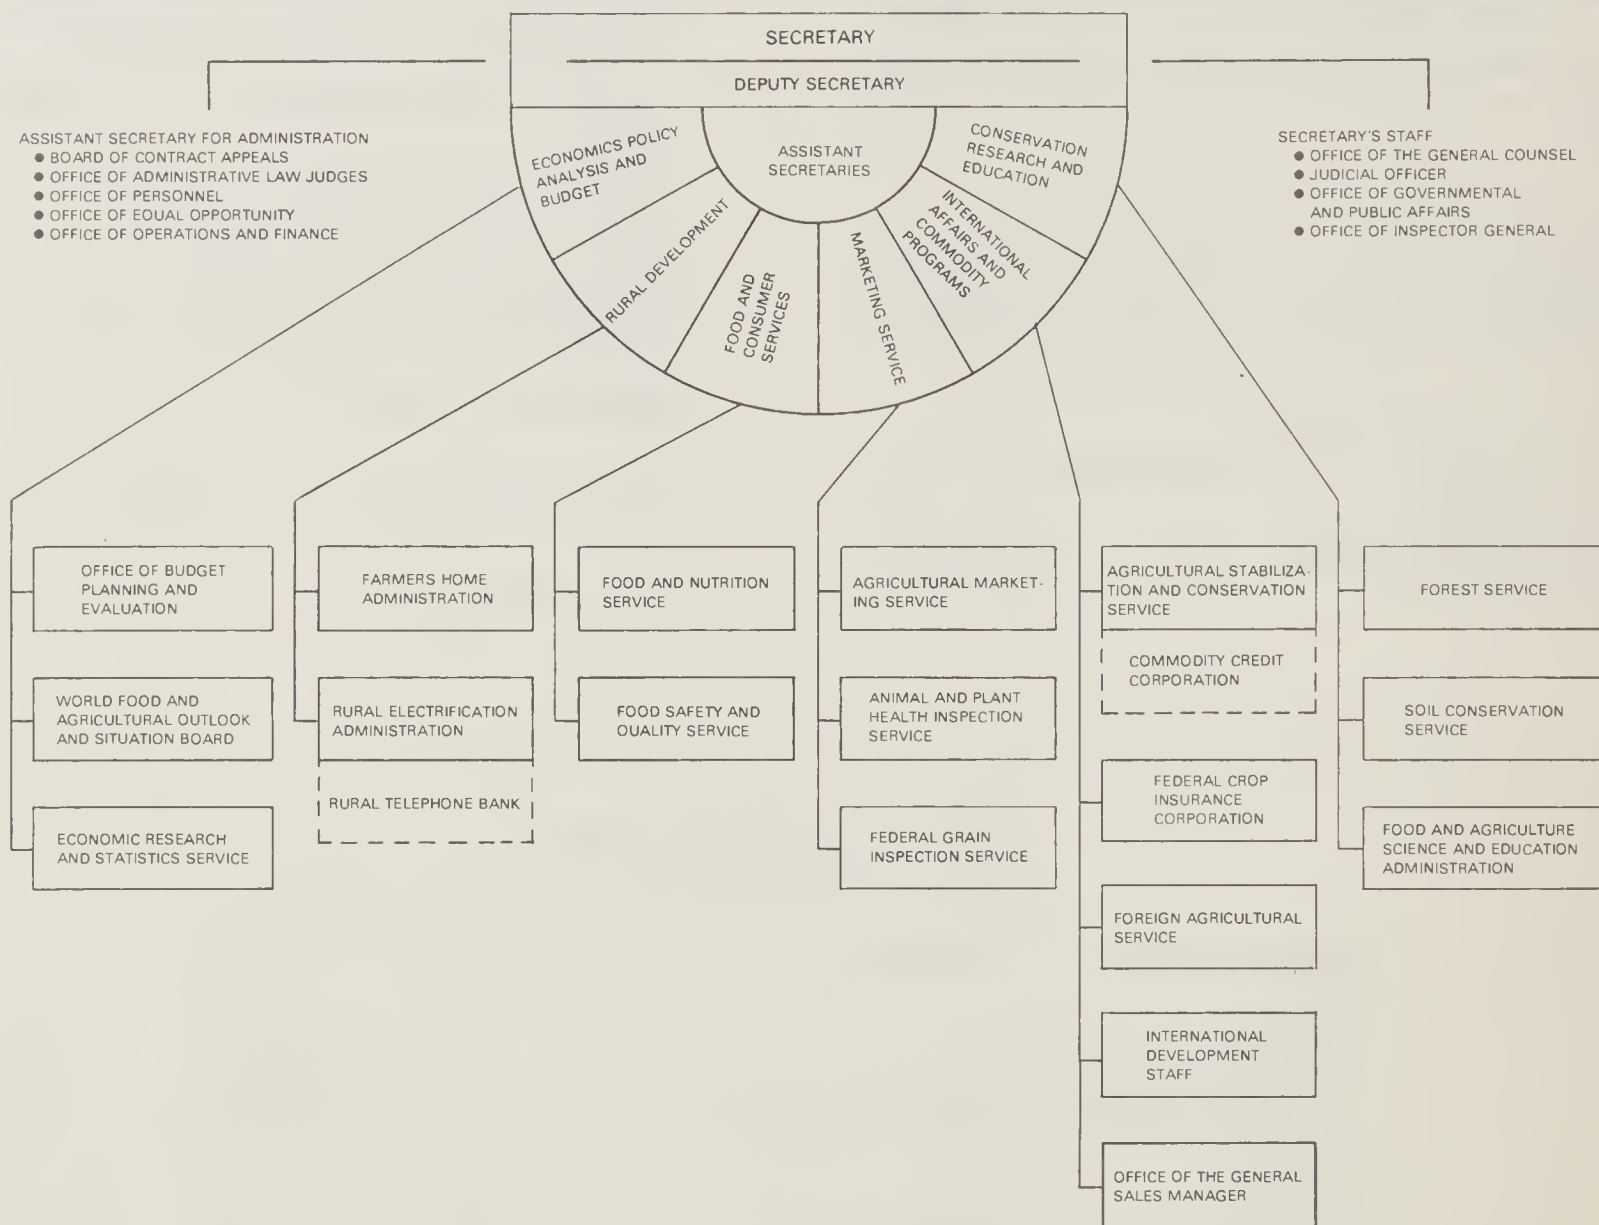 SECRETARY
DEPUTY SECRETARY
ASSISTANT SECRETARY FOR ADMINISTRATION
● BOARD OF CONTRACT APPEALS
● OFFICE OF ADMINISTRATIVE LAW JUDGES
● OFFICE OF PERSONNEL
● OFFICE OF EQUAL OPPORTUNITY
● OFFICE OF OPERATIONS AND FINANCE
ECONOMICS POLICY
ANALYSIS AND
BUDGET
RURAL DEVELOPMENT
FOOD AND
CONSUMER
SERVICES
ASSISTANT
SECRETARIES
MARKETING SERVICE
INTERNATIONAL
AFFAIRS AND
COMMODITY
PROGRAMS
CONSERVATION
RESEARCH AND
EDUCATION
SECRETARY'S STAFF
● OFFICE OF THE GENERAL COUNSEL
● JUDICIAL OFFICER
● OFFICE OF GOVERNMENTAL
AND PUBLIC AFFAIRS
● OFFICE OF INSPECTOR GENERAL
OFFICE OF BUDGET
PLANNING AND
EVALUATION
WORLD FOOD AND
AGRICULTURAL OUTLOOK
AND SITUATION BOARD
ECONOMIC RESEARCH
AND STATISTICS SERVICE
FARMERS HOME
ADMINISTRATION
RURAL ELECTRIFICATION
ADMINISTRATION
RURAL TELEPHONE BANK
FOOD AND NUTRITION
SERVICE
FOOD SAFETY AND
QUALITY SERVICE
AGRICULTURAL MARKET-
ING SERVICE
ANIMAL AND PLANT
HEALTH INSPECTION
SERVICE
FEDERAL GRAIN
INSPECTION SERVICE
AGRICULTURAL STABILIZA-
TION AND CONSERVATION
SERVICE
COMMODITY CREDIT
CORPORATION
FEDERAL CROP
INSURANCE
CORPORATION
FOREIGN AGRICULTURAL
SERVICE
INTERNATIONAL
DEVELOPMENT
STAFF
OFFICE OF THE GENERAL
SALES MANAGER
FOREST SERVICE
SOIL CONSERVATION
SERVICE
FOOD AND AGRICULTURE
SCIENCE AND EDUCATION
ADMINISTRATION